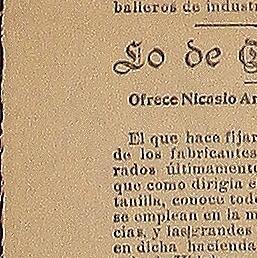 balleros de industr
Lo de
Ofrece Nicasio Ar
El que hace fijar
de los fabricantes
rados últimamente
que como dirigia e
tanilla, conoce tod
se emplean en la m
cias, y las grandes
en dicha hacienda